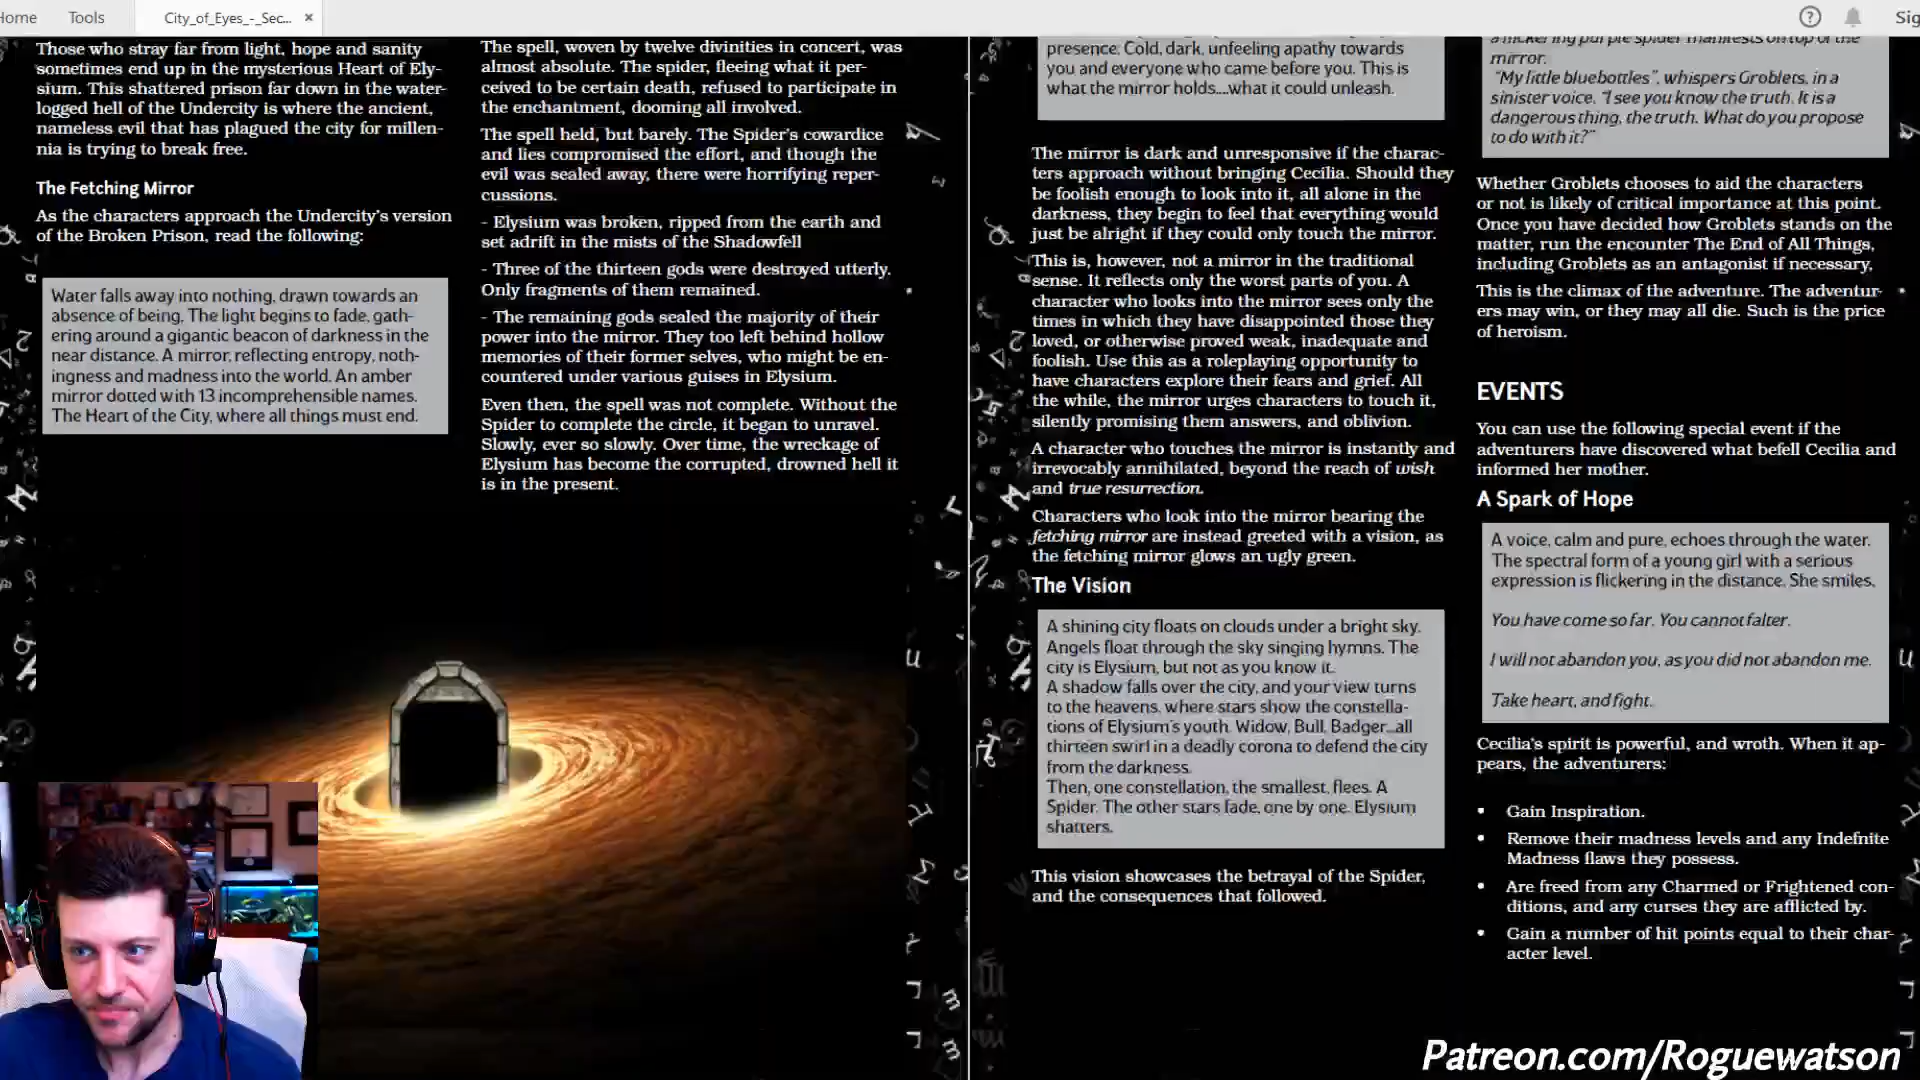 Home
Tools
City_of_Eyes_-_Sec...
×
?
Sig
Those who stray far from light, hope and sanity
sometimes end up in the mysterious Heart of Ely-
sium. This shattered prison far down in the water-
logged hell of the Undercity is where the ancient,
nameless evil that has plagued the city for millen-
nia is trying to break free.
The Fetching Mirror
As the characters approach the Undercity's version
of the Broken Prison, read the following:
Water falls away into nothing, drawn towards an
absence of being. The light begins to fade, gath-
ering around a gigantic beacon of darkness in the
near distance. A mirror, reflecting entropy, noth-
ingness and madness into the world. An amber
mirror dotted with 13 incomprehensible names.
The Heart of the City, where all things must end.
The spell, woven by twelve divinities in concert, was
almost absolute. The spider, fleeing what it per-
ceived to be certain death, refused to participate in
the enchantment, dooming all involved.
The spell held, but barely. The Spider's cowardice
and lies compromised the effort, and though the
evil was sealed away, there were horrifying reper-
cussions.
- Elysium was broken, ripped from the earth and
set adrift in the mists of the Shadowfell
- Three of the thirteen gods were destroyed utterly.
Only fragments of them remained.
- The remaining gods sealed the majority of their
power into the mirror. They too left behind hollow
memories of their former selves, who might be en-
countered under various guises in Elysium.
Even then, the spell was not complete. Without the
Spider to complete the circle, it began to unravel.
Slowly, ever so slowly. Over time, the wreckage of
Elysium has become the corrupted, drowned hell it
is in the present.
presence. Cold, dark, unfeeling apathy towards
you and everyone who came before you. This is
what the mirror holds....what it could unleash.
The mirror is dark and unresponsive if the charac-
ters approach without bringing Cecilia. Should they
be foolish enough to look into it, all alone in the
darkness, they begin to feel that everything would
just be alright if they could only touch the mirror.
This is, however, not a mirror in the traditional
sense. It reflects only the worst parts of you. A
character who looks into the mirror sees only the
times in which they have disappointed those they
loved, or otherwise proved weak, inadequate and
foolish. Use this as a roleplaying opportunity to
have characters explore their fears and grief. All
the while, the mirror urges characters to touch it,
silently promising them answers, and oblivion.
A character who touches the mirror is instantly and
irrevocably annihilated, beyond the reach of wish
and true resurrection.
Characters who look into the mirror bearing the
fetching mirror are instead greeted with a vision, as
the fetching mirror glows an ugly green.
The Vision
A shining city floats on clouds under a bright sky.
Angels float through the sky singing hymns. The
city is Elysium, but not as you know it.
A shadow falls over the city, and your view turns
to the heavens, where stars show the constella-
tions of Elysium's youth. Widow, Bull, Badger...all
thirteen swirl in a deadly corona to defend the city
from the darkness.
Then, one constellation, the smallest, flees. A
Spider. The other stars fade, one by one. Elysium
shatters.
This vision showcases the betrayal of the Spider,
and the consequences that followed.
a flickering purple spider manifests on top of the
mirror.
"My little bluebottles", whispers Groblets, in a
sinister voice. "I see you know the truth. It is a
dangerous thing, the truth. What do you propose
to do with it?"
Whether Groblets chooses to aid the characters
or not is likely of critical importance at this point.
Once you have decided how Groblets stands on the
matter, run the encounter The End of All Things,
including Groblets as an antagonist if necessary.
This is the climax of the adventure. The adventur-
ers may win, or they may all die. Such is the price
of heroism.
EVENTS
You can use the following special event if the
adventurers have discovered what befell Cecilia and
informed her mother.
A Spark of Hope
A voice, calm and pure, echoes through the water.
The spectral form of a young girl with a serious
expression is flickering in the distance. She smiles.
You have come so far. You cannot falter.
I will not abandon you, as you did not abandon me.
Take heart, and fight.
Cecilia's spirit is powerful, and wroth. When it ap-
pears, the adventurers:
• Gain Inspiration.
• Remove their madness levels and any Indefnite
Madness flaws they possess.
• Are freed from any Charmed or Frightened con-
ditions, and any curses they are afflicted by.
• Gain a number of hit points equal to their char-
acter level.
Patreon.com/Roguewatson